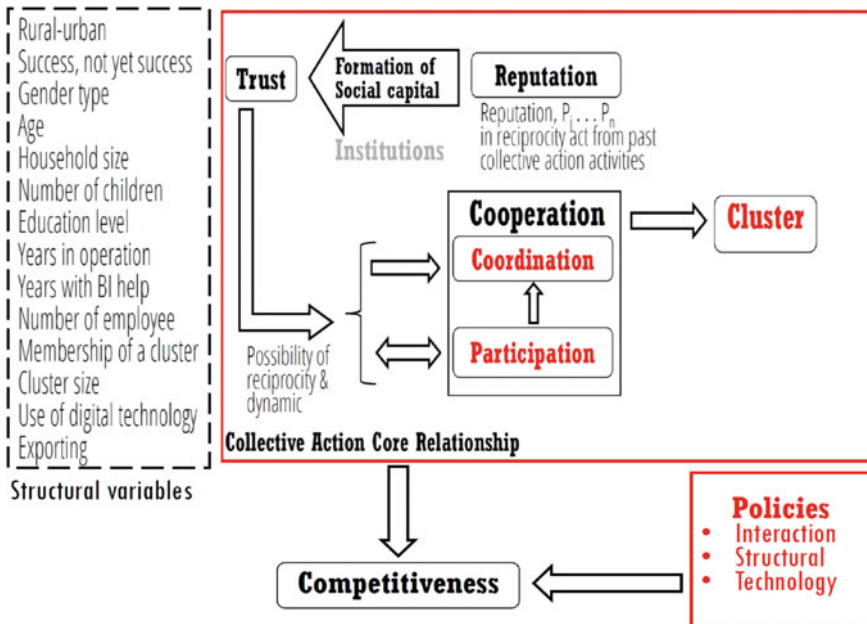 Rural-urban
Success, not yet success
Gender type
Age
Household size
Number of children
Education level
Years in operation
Years with BI help
Number of employee
Membership of a cluster
Cluster size
Use of digital technology
Exporting
Structural variables
Trust
Formation of
Social capital
Reputation
Reputation, Pi . . . Pn
in reciprocity act from past
collective action activities
Institutions
Cooperation
Coordination
Participation
Cluster
Possibility of
reciprocity &
dynamic
Collective Action Core Relationship
Competitiveness
Policies
• Interaction
• Structural
• Technology